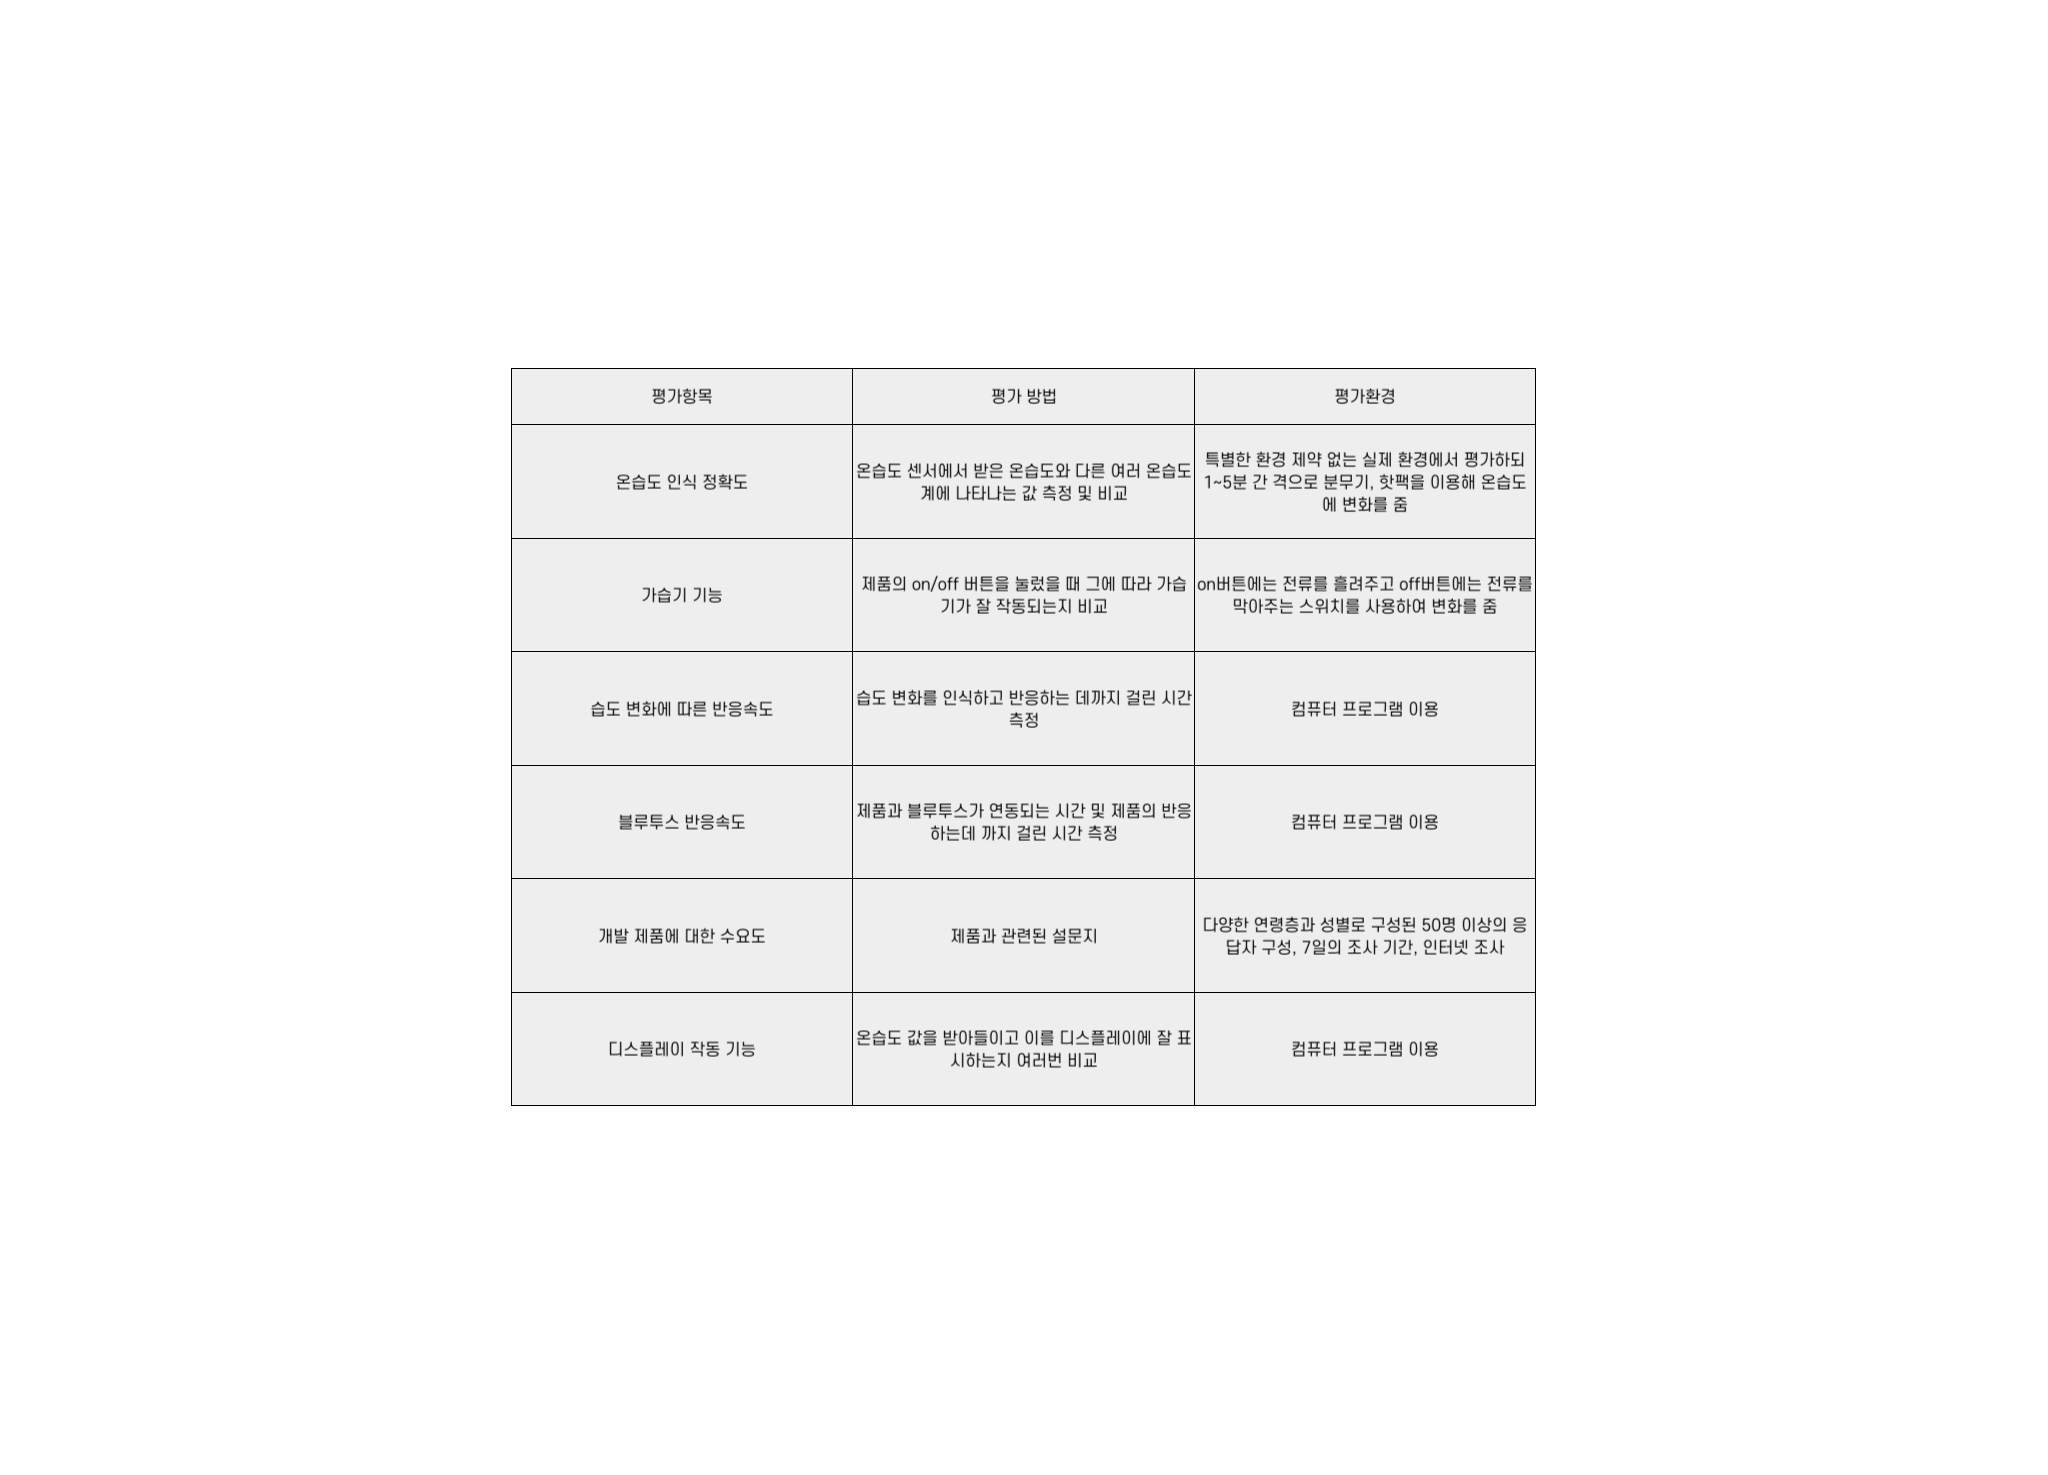 평가항목
평가 방법
평가환경
온습도 인식 정확도
온습도 센서에서 받은 온습도와 다른 여러 온습도
계에 나타나는 값 측정 및 비교
특별한 환경 제약 없는 실제 환경에서 평가하되
1~5분 간 격으로 분무기, 핫팩을 이용해 온습도
에 변화를 줌
가습기 기능
제품의 on/off 버튼을 눌렀을 때 그에 따라 가습
기가 잘 작동되는지 비교
on버튼에는 전류를 흘려주고 off버튼에는 전류를
막아주는 스위치를 사용하여 변화를 줌
습도 변화에 따른 반응속도
습도 변화를 인식하고 반응하는 데까지 걸린 시간
측정
컴퓨터 프로그램 이용
블루투스 반응속도
제품과 블루투스가 연동되는 시간 및 제품의 반응
하는데 까지 걸린 시간 측정
컴퓨터 프로그램 이용
개발 제품에 대한 수요도
제품과 관련된 설문지
다양한 연령층과 성별로 구성된 50명 이상의 응
답자 구성, 7일의 조사 기간, 인터넷 조사
디스플레이 작동 기능
온습도 값을 받아들이고 이를 디스플레이에 잘 표
시하는지 여러번 비교
컴퓨터 프로그램 이용